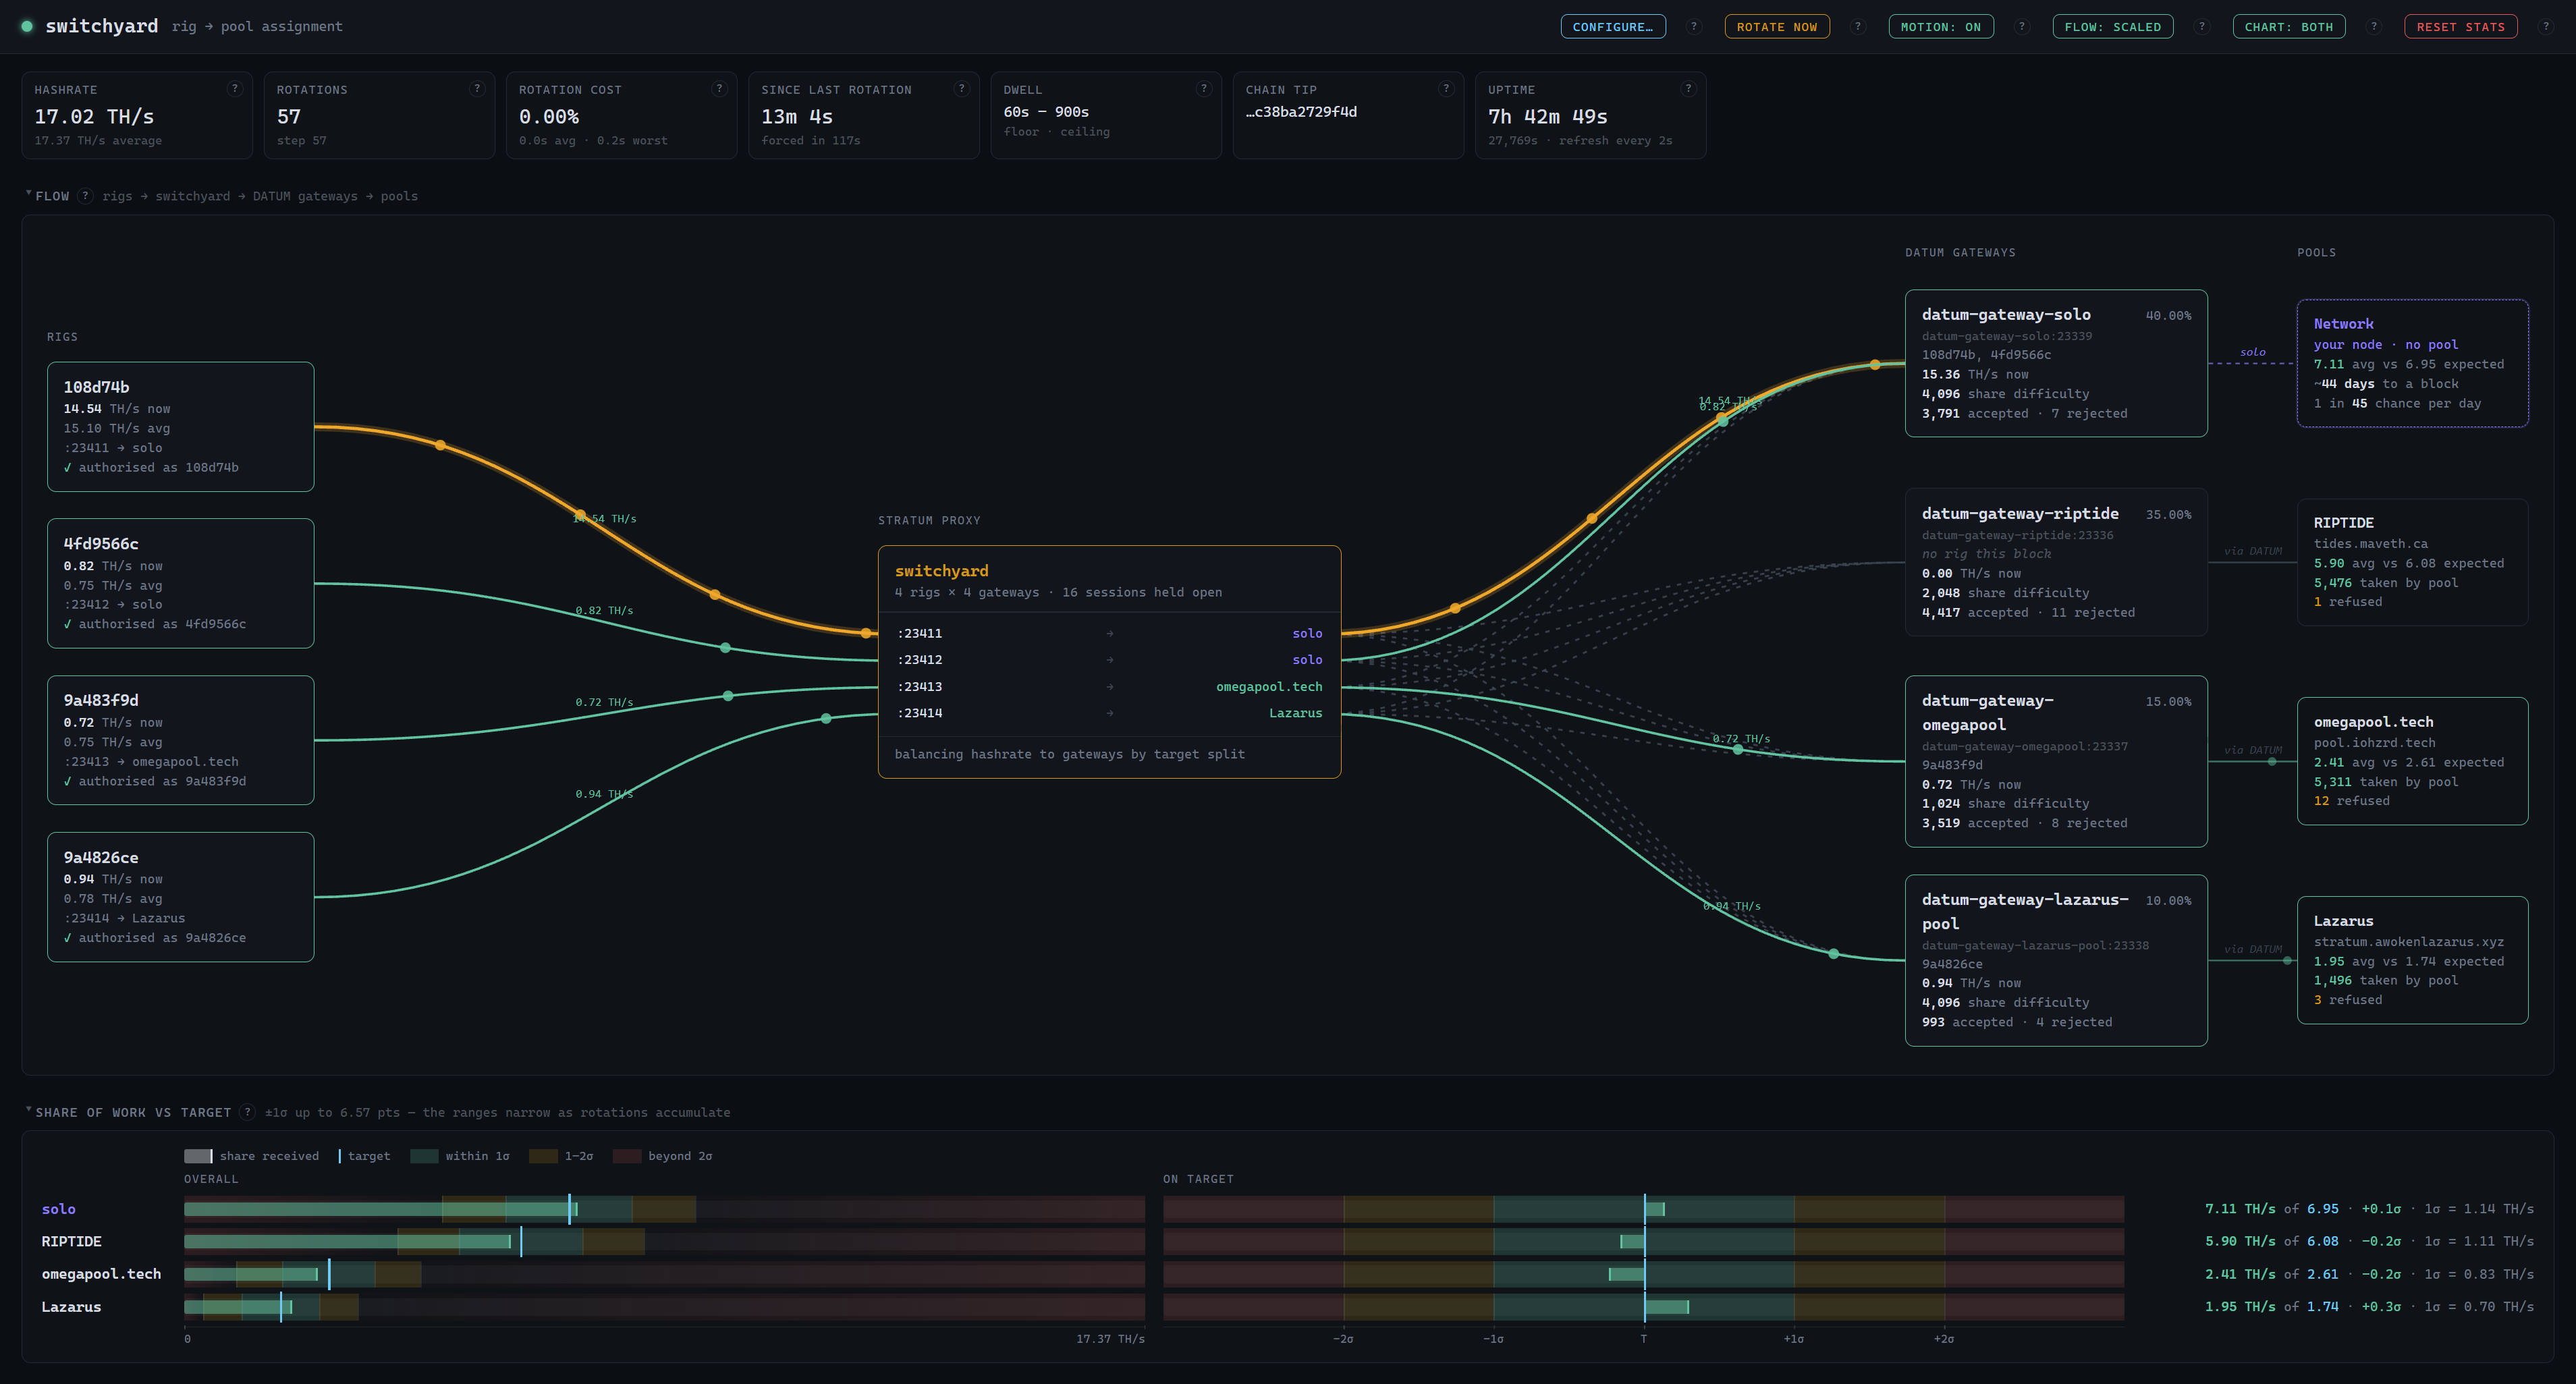 switchyard rig → pool assignment
CONFIGURE… ? ROTATE NOW ? MOTION: ON ? FLOW: SCALED ? CHART: BOTH ? RESET STATS ?
HASHRATE ?
17.02 TH/s
17.37 TH/s average
ROTATIONS ?
57
step 57
ROTATION COST ?
0.00%
0.0s avg · 0.2s worst
SINCE LAST ROTATION ?
13m 4s
forced in 117s
DWELL ?
60s – 900s
floor · ceiling
CHAIN TIP ?
…c38ba2729f4d
UPTIME ?
7h 42m 49s
27,769s · refresh every 2s
FLOW ? rigs → switchyard → DATUM gateways → pools
RIGS
108d74b
14.54 TH/s now
15.10 TH/s avg
:23411 → solo
✓ authorised as 108d74b
4fd9566c
0.82 TH/s now
0.75 TH/s avg
:23412 → solo
✓ authorised as 4fd9566c
9a483f9d
0.72 TH/s now
0.75 TH/s avg
:23413 → omegapool.tech
✓ authorised as 9a483f9d
9a4826ce
0.94 TH/s now
0.78 TH/s avg
:23414 → Lazarus
✓ authorised as 9a4826ce
14.54 TH/s
0.82 TH/s
0.72 TH/s
0.94 TH/s
STRATUM PROXY
switchyard
4 rigs × 4 gateways · 16 sessions held open
:23411 → solo
:23412 → solo
:23413 → omegapool.tech
:23414 → Lazarus
balancing hashrate to gateways by target split
14.54 TH/s
0.82 TH/s
0.72 TH/s
0.94 TH/s
DATUM GATEWAYS
datum-gateway-solo 40.00%
datum-gateway-solo:23339
108d74b, 4fd9566c
15.36 TH/s now
4,096 share difficulty
3,791 accepted · 7 rejected
datum-gateway-riptide 35.00%
datum-gateway-riptide:23336
no rig this block
0.00 TH/s now
2,048 share difficulty
4,417 accepted · 11 rejected
datum-gateway- 15.00%
omegapool
datum-gateway-omegapool:23337
9a483f9d
0.72 TH/s now
1,024 share difficulty
3,519 accepted · 8 rejected
datum-gateway-lazarus- 10.00%
pool
datum-gateway-lazarus-pool:23338
9a4826ce
0.94 TH/s now
4,096 share difficulty
993 accepted · 4 rejected
solo
via DATUM
via DATUM
via DATUM
POOLS
Network
your node · no pool
7.11 avg vs 6.95 expected
~44 days to a block
1 in 45 chance per day
RIPTIDE
tides.maveth.ca
5.90 avg vs 6.08 expected
5,476 taken by pool
1 refused
omegapool.tech
pool.iohzrd.tech
2.41 avg vs 2.61 expected
5,311 taken by pool
12 refused
Lazarus
stratum.awokenlazarus.xyz
1.95 avg vs 1.74 expected
1,496 taken by pool
3 refused
SHARE OF WORK VS TARGET ? ±1σ up to 6.57 pts – the ranges narrow as rotations accumulate
share received target within 1σ 1–2σ beyond 2σ
OVERALL ON TARGET
solo 7.11 TH/s of 6.95 · +0.1σ · 1σ = 1.14 TH/s
RIPTIDE 5.90 TH/s of 6.08 · −0.2σ · 1σ = 1.11 TH/s
omegapool.tech 2.41 TH/s of 2.61 · −0.2σ · 1σ = 0.83 TH/s
Lazarus 1.95 TH/s of 1.74 · +0.3σ · 1σ = 0.70 TH/s
0 17.37 TH/s −2σ −1σ T +1σ +2σ